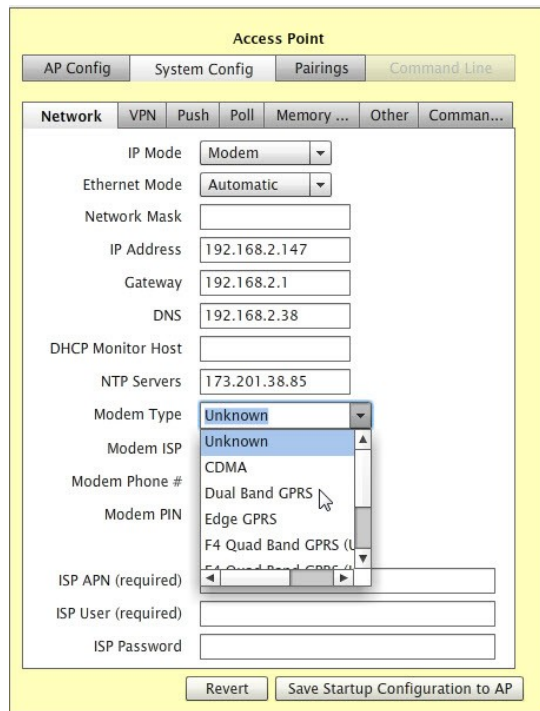 Access Point
AP Config System Config Pairings Command Line
Network VPN Push Poll Memory ... Other Comman...
IP Mode Modem
Ethernet Mode Automatic
Network Mask
IP Address 192.168.2.147
Gateway 192.168.2.1
DNS 192.168.2.38
DHCP Monitor Host
NTP Servers 173.201.38.85
Modem Type Unknown
Modem ISP Unknown
CDMA
Modem Phone # Dual Band GPRS
Modem PIN Edge GPRS
F4 Quad Band GPRS (U
ISP APN (required)
ISP User (required)
ISP Password
Revert Save Startup Configuration to AP